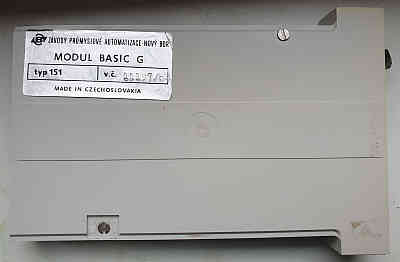 ZÁVODY PRŮMYSLOVÉ AUTOMATIZACE-NOVÝ BOR
MODUL BASIC G
typ 151 v.č.
MADE IN CZECHOSLOVAKIA